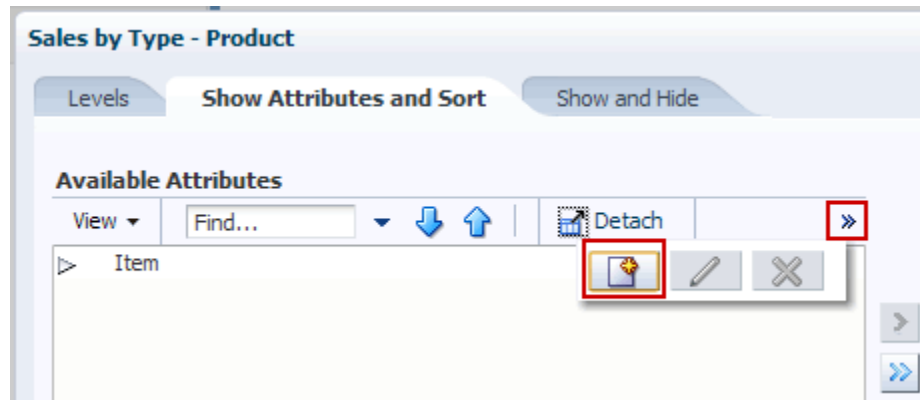 Sales by Type - Product
Levels Show Attributes and Sort Show and Hide
Available Attributes
View Find... Detach
Item